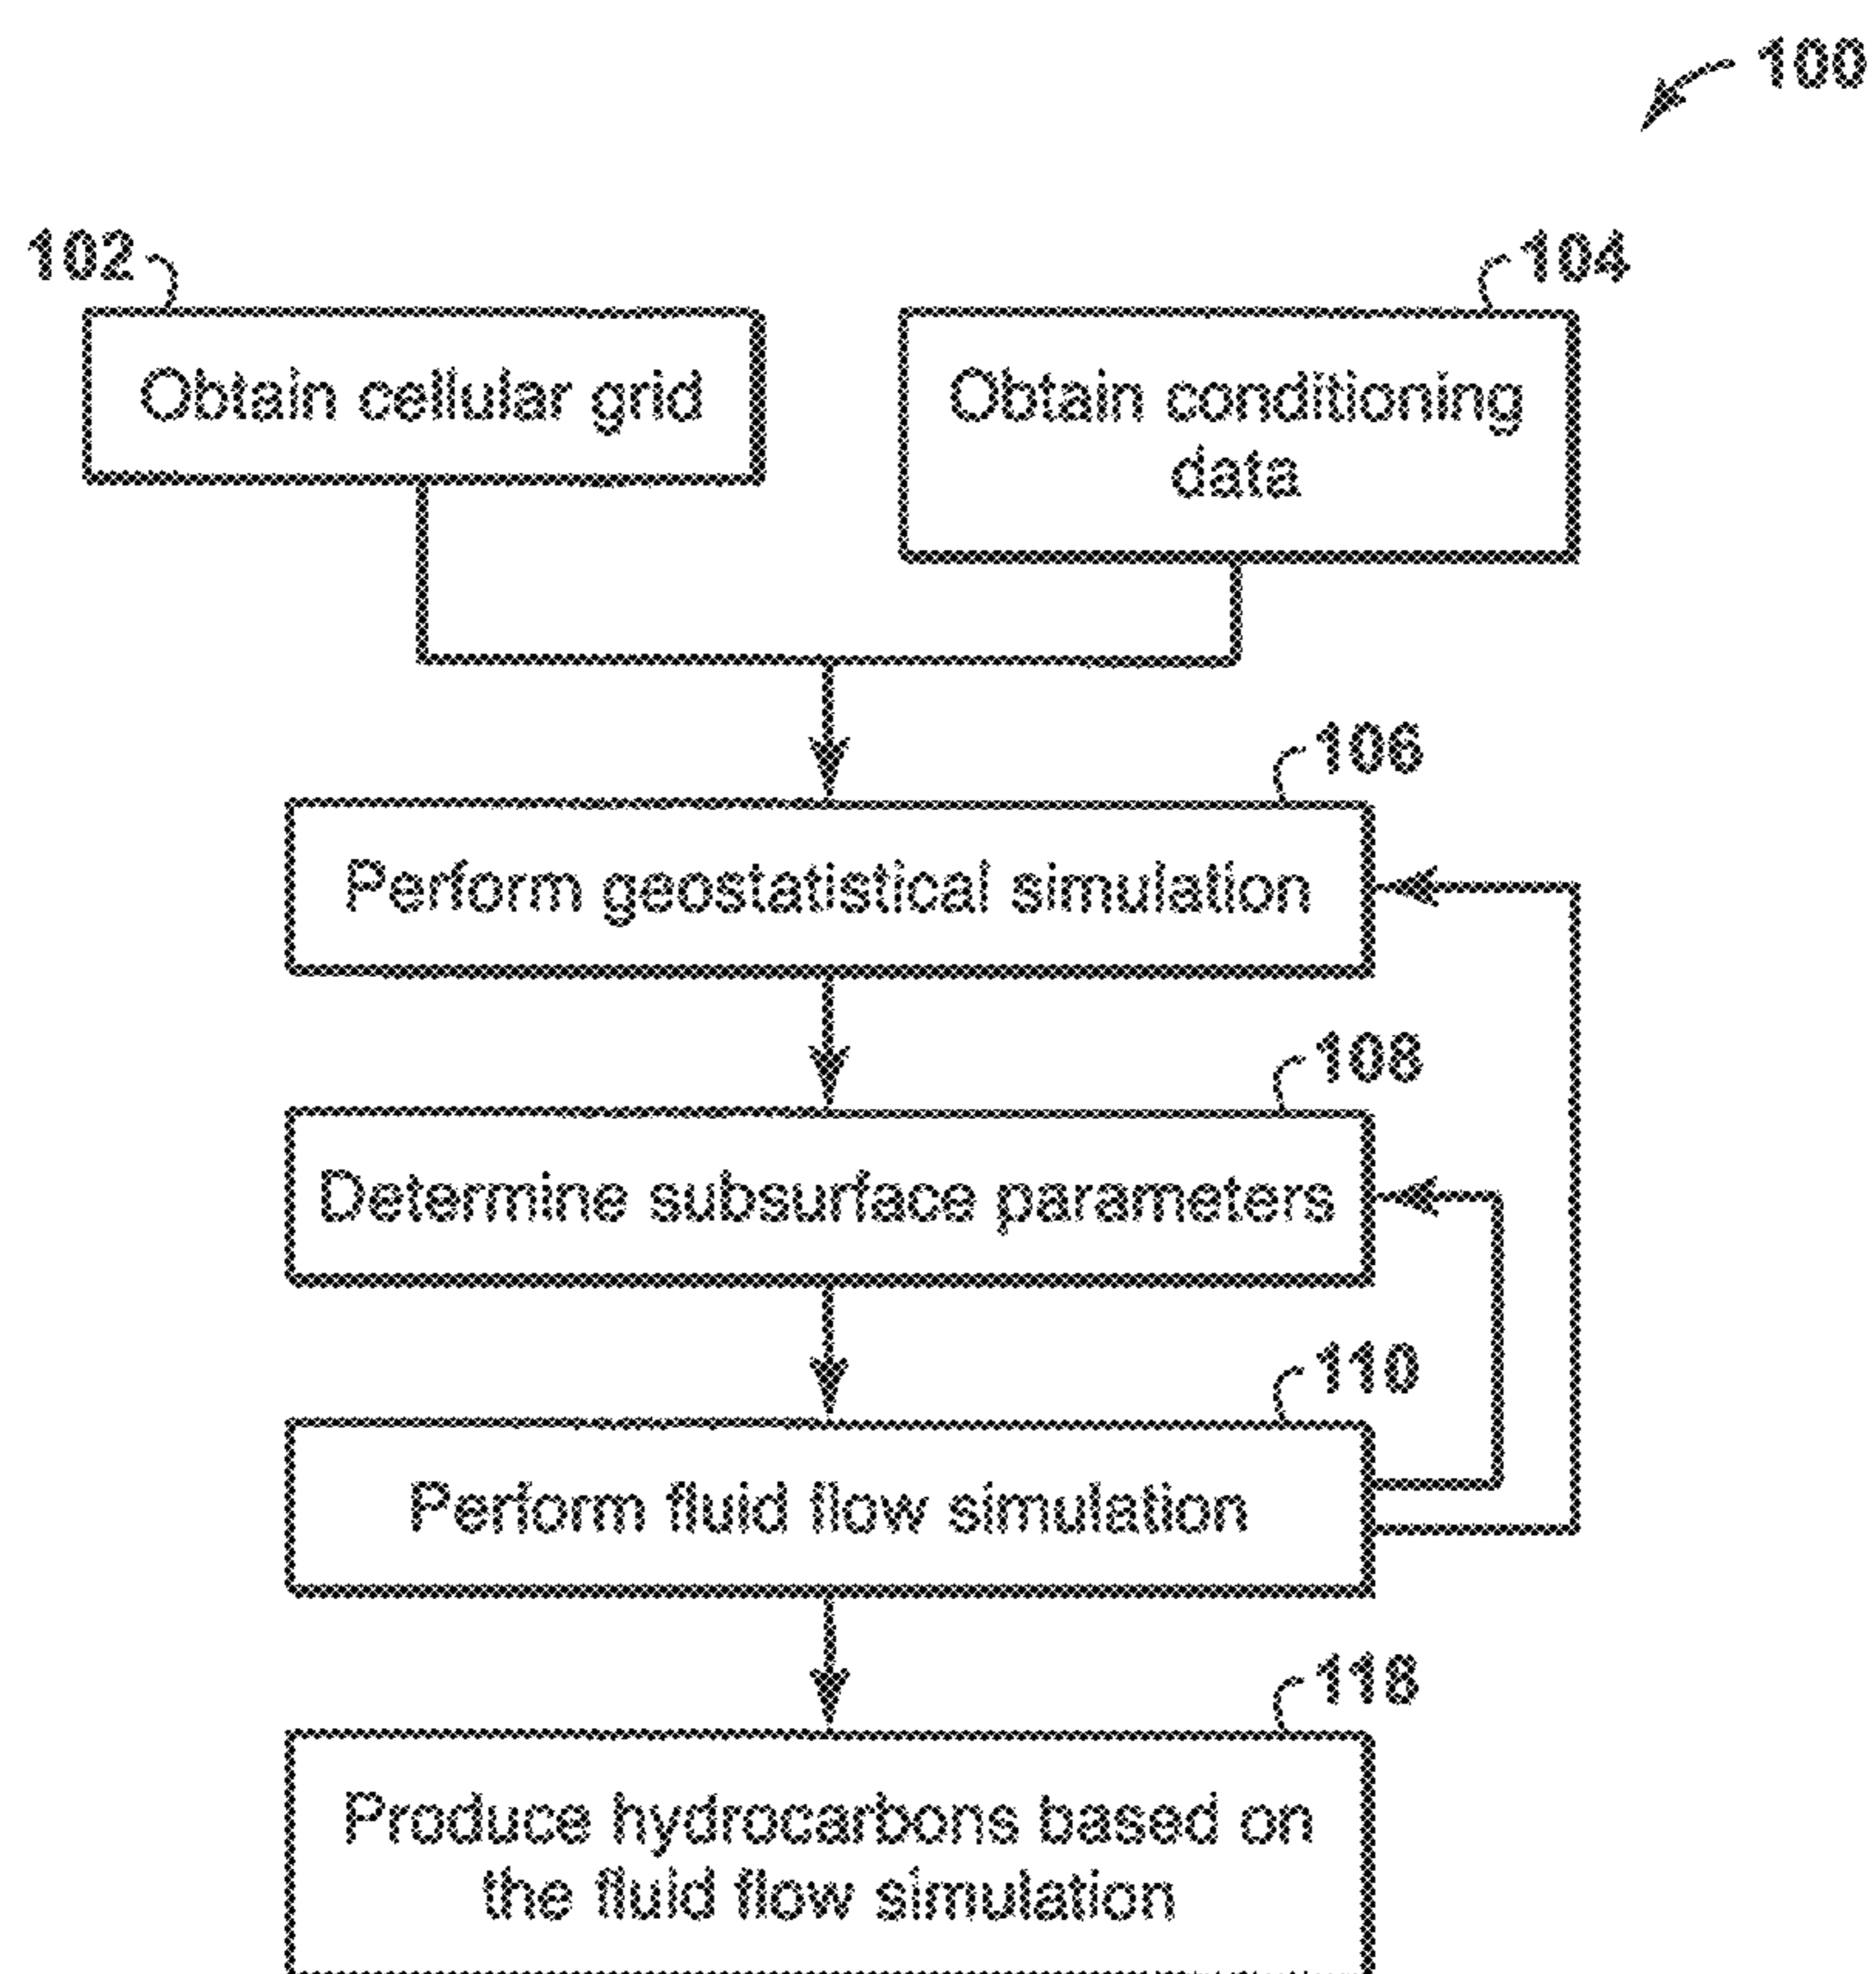 100
102
104
Obtain cellular grid
Obtain conditioning
data
106
Perform geostatistical simulation
108
Determine subsurface parameters
110
Perform fluid flow simulation
118
Produce hydrocarbons based on
the fluid flow simulation